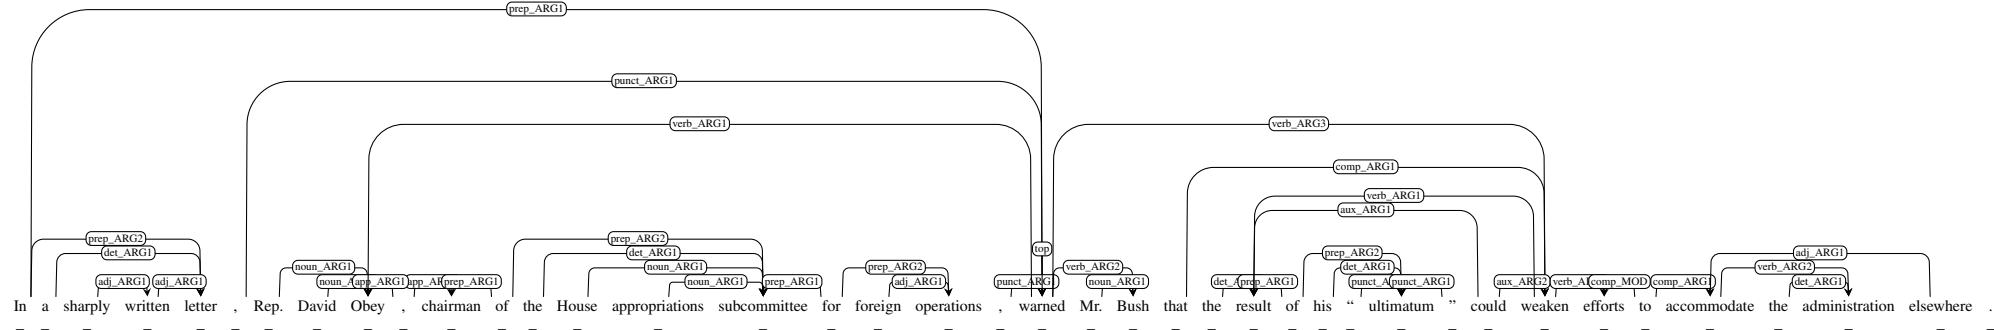 prep_ARG1
punct_ARG1
verb_ARG1 verb_ARG3
comp_ARG1
verb_ARG1
aux_ARG1
prep_ARG2 prep_ARG2
top
det_ARG1 det_ARG1 prep_ARG2 adj_ARG1
noun_ARG1 noun_ARG1 prep_ARG2 verb_ARG2 det_ARG1 verb_ARG2
adj_ARG1 adj_ARG1 app_ARG1 prep_ARG1 noun_ARG1 prep_ARG1 adj_ARG1 punct_ARG1 noun_ARG1 prep_ARG1 punct_ARG1 aux_ARG2 comp_MOD comp_ARG1 det_ARG1
In a sharply written letter , Rep. David Obey , chairman of the House appropriations subcommittee for foreign operations , warned Mr. Bush that the result of his “ ultimatum ” could weaken efforts to accommodate the administration elsewhere .